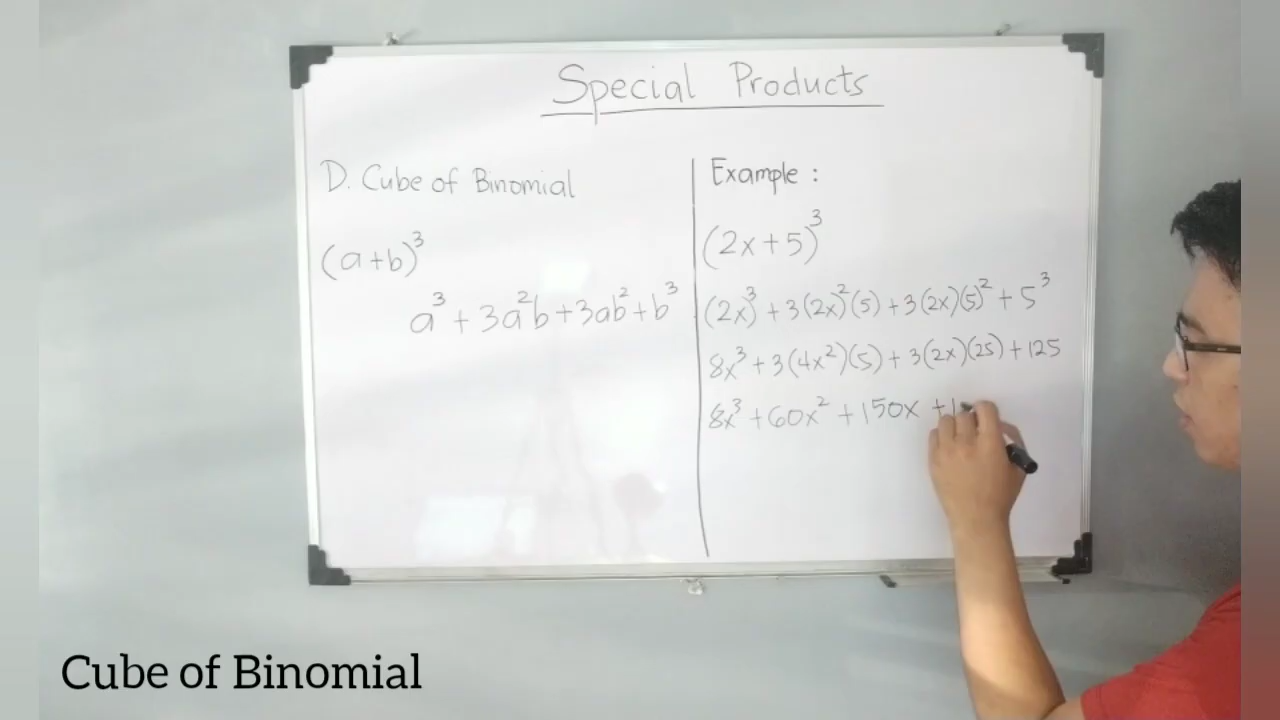 Special Products
D. Cube of Binomial
(a+b)³
a³ + 3a²b + 3ab² + b³
Example :
(2x+5)³
(2x)³ + 3(2x)²(5) + 3(2x)(5)² + 5³
8x³ + 3(4x²)(5) + 3(2x)(25) + 125
8x³ + 60x² + 150x + 1
Cube of Binomial